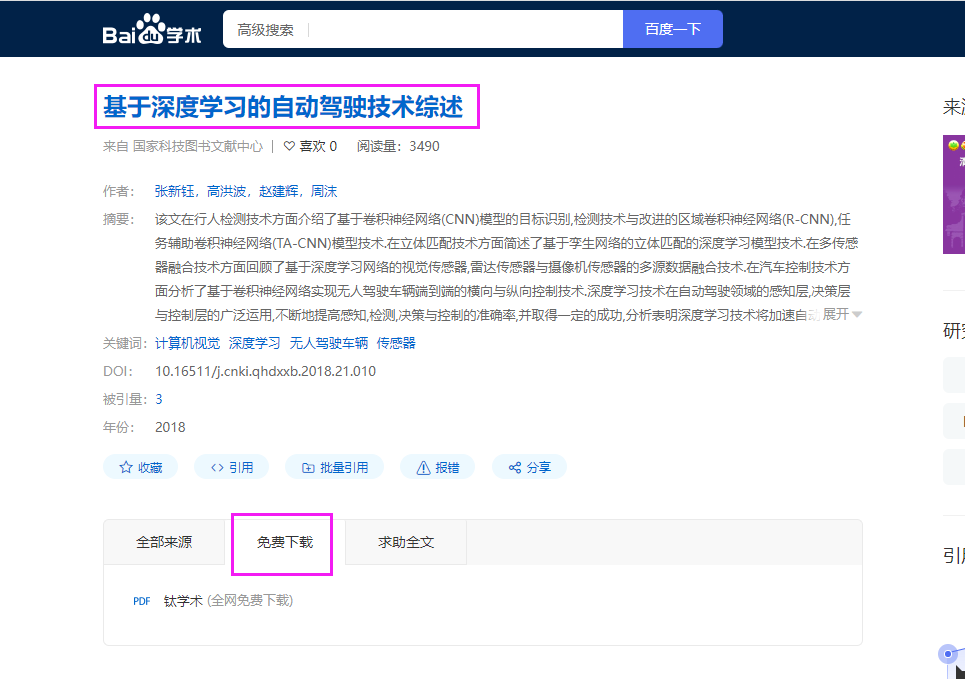 Bai du 学术
高级搜索
百度一下
基于深度学习的自动驾驶技术综述
来自 国家科技图书文献中心 | 喜欢 0 阅读量：3490
作者： 张新钰，高洪波，赵建辉，周沫
摘要： 该文在行人检测技术方面介绍了基于卷积神经网络(CNN)模型的目标识别,检测技术与改进的区域卷积神经网络(R-CNN),任
务辅助卷积神经网络(TA-CNN)模型技术.在立体匹配技术方面简述了基于孪生网络的立体匹配的深度学习模型技术.在多传感
器融合技术方面回顾了基于深度学习网络的视觉传感器,雷达传感器与摄像机传感器的多源数据融合技术.在汽车控制技术方
面分析了基于卷积神经网络实现无人驾驶车辆端到端的横向与纵向控制技术.深度学习技术在自动驾驶领域的感知层,决策层
与控制层的广泛运用,不断地提高感知,检测,决策与控制的准确率,并取得一定的成功,分析表明深度学习技术将加速自动 展开
关键词： 计算机视觉 深度学习 无人驾驶车辆 传感器
DOI： 10.16511/j.cnki.qhdxxb.2018.21.010
被引量： 3
年份： 2018
收藏 <> 引用 批量引用 报错 分享
全部来源 免费下载 求助全文
PDF 钛学术 (全网免费下载)
来
研
引